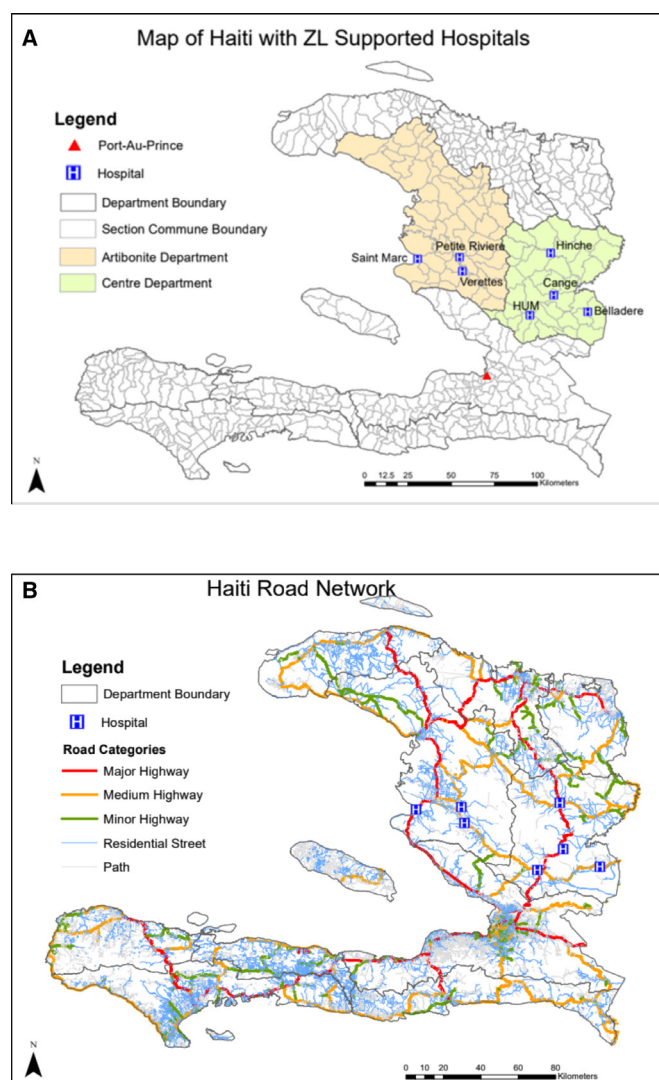 A
Map of Haiti with ZL Supported Hospitals
Legend
Port-Au-Prince
H Hospital
Department Boundary
Section Commune Boundary
Artibonite Department
Centre Department
Saint Marc H
Petite Riviere
H
H
Verettes
Hinche
H
Cange
H
HUM
H
H Belladere
N
0 12.5 25 50 75 100
Kilometers
B
Haiti Road Network
Legend
Department Boundary
H Hospital
Road Categories
Major Highway
Medium Highway
Minor Highway
Residential Street
Path
H
H
H
H
H
H
H
N
0 10 20 40 60 80
Kilometers